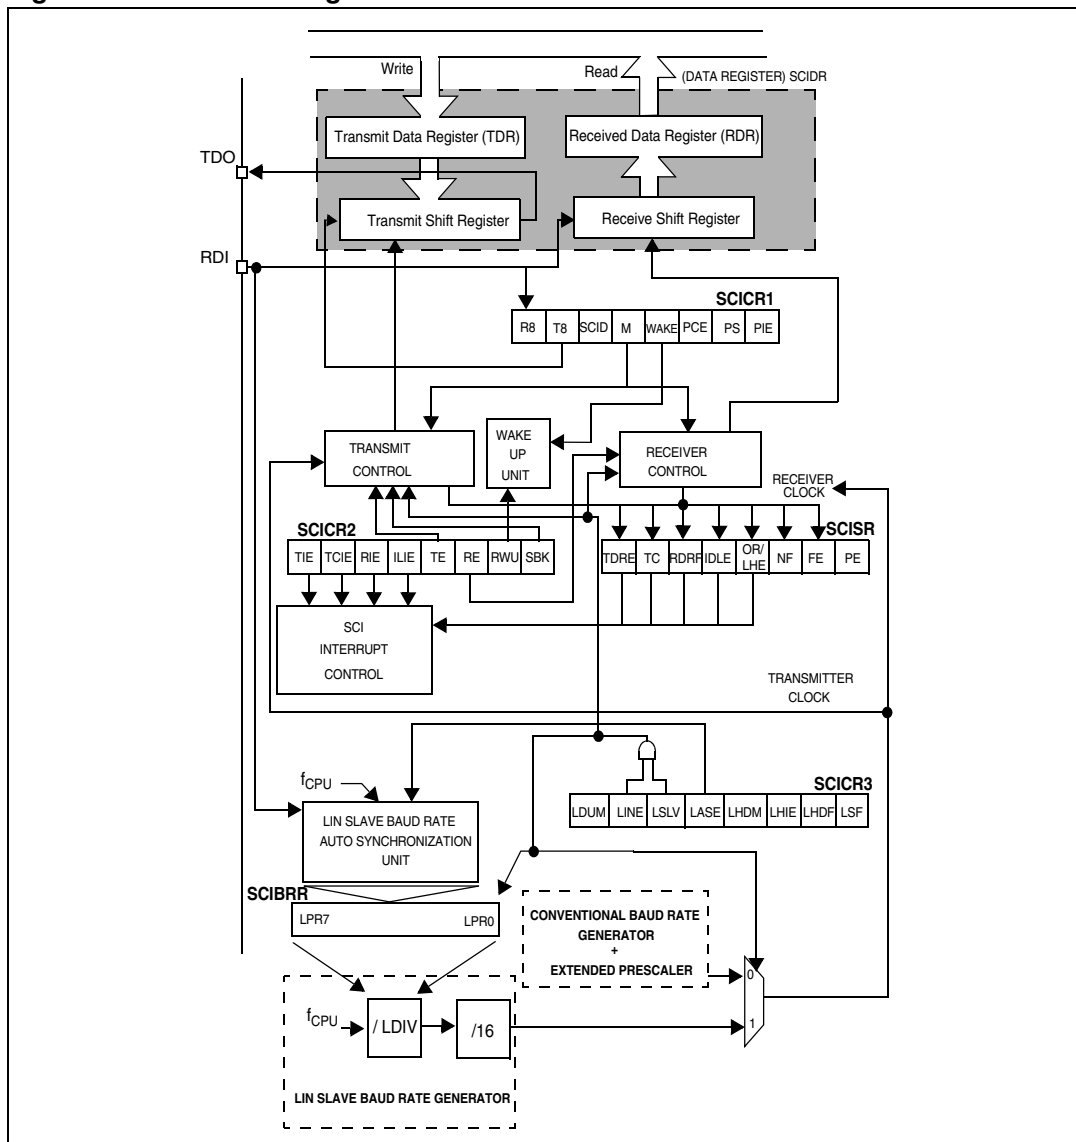 Write
Read
(DATA REGISTER) SCIDR
Transmit Data Register (TDR)
Received Data Register (RDR)
TDO
Transmit Shift Register
Receive Shift Register
RDI
SCICR1
R8 T8 SCID M WAKE PCE PS PIE
TRANSMIT
CONTROL
WAKE
UP
UNIT
RECEIVER
CONTROL
RECEIVER
CLOCK
SCICR2
SCISR
TIE TCIE RIE ILIE TE RE RWU SBK
TDRE TC RDRF IDLE OR/
LHE NF FE PE
SCI
INTERRUPT
CONTROL
TRANSMITTER
CLOCK
fCPU
SCICR3
LDUM LINE LSLV LASE LHDM LHIE LHDF LSF
LIN SLAVE BAUD RATE
AUTO SYNCHRONIZATION
UNIT
SCIBRR
LPR7 LPR0
CONVENTIONAL BAUD RATE
GENERATOR
+
EXTENDED PRESCALER
0
1
fCPU
/ LDIV
/16
LIN SLAVE BAUD RATE GENERATOR